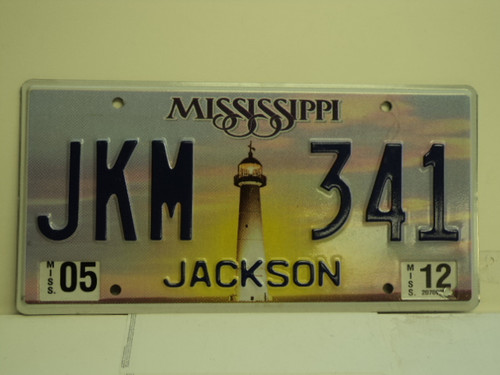 MISSISSIPPI
JKM 341
MISS. 05
JACKSON
MISS. 12